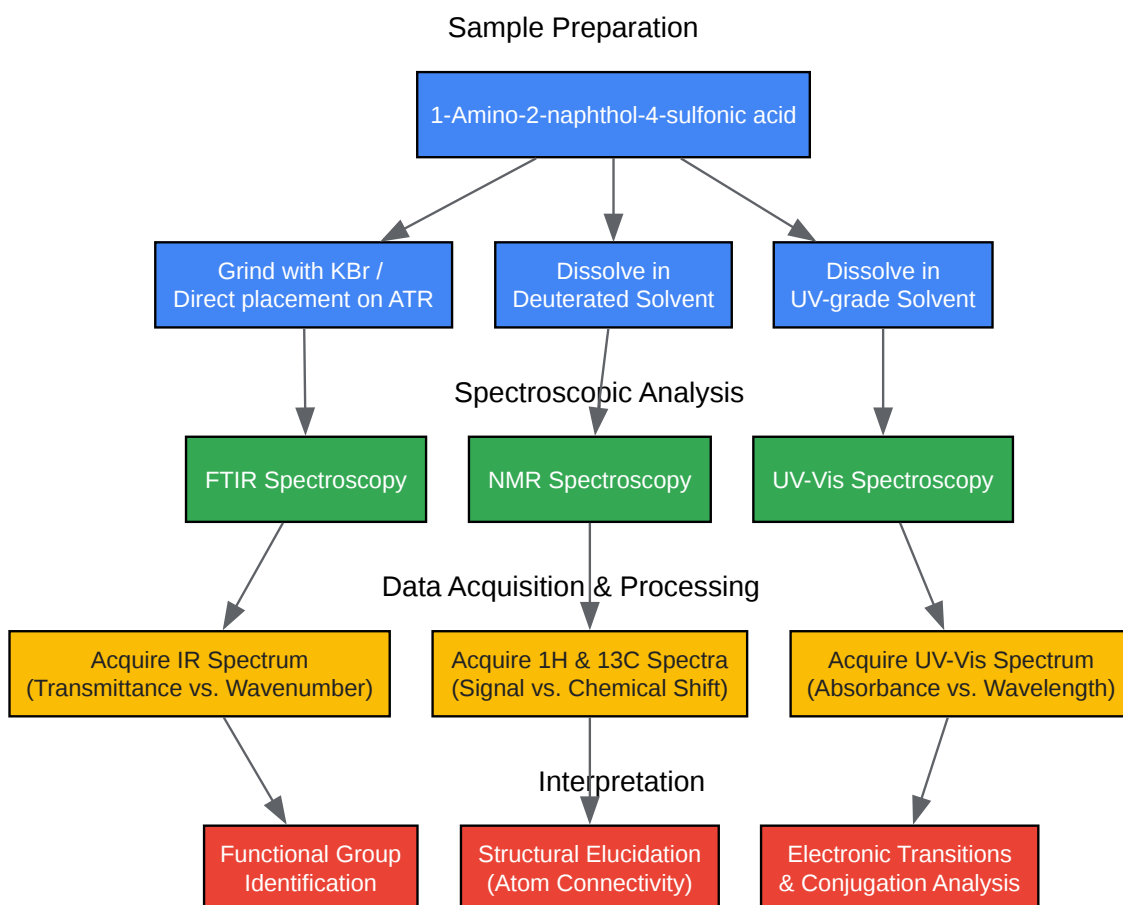 Sample Preparation
1-Amino-2-naphthol-4-sulfonic acid
Grind with KBr /
Direct placement on ATR
Dissolve in
Deuterated Solvent
Dissolve in
UV-grade Solvent
Spectroscopic Analysis
FTIR Spectroscopy
NMR Spectroscopy
UV-Vis Spectroscopy
Data Acquisition & Processing
Acquire IR Spectrum
(Transmittance vs. Wavenumber)
Acquire 1H & 13C Spectra
(Signal vs. Chemical Shift)
Acquire UV-Vis Spectrum
(Absorbance vs. Wavelength)
Interpretation
Functional Group
Identification
Structural Elucidation
(Atom Connectivity)
Electronic Transitions
& Conjugation Analysis